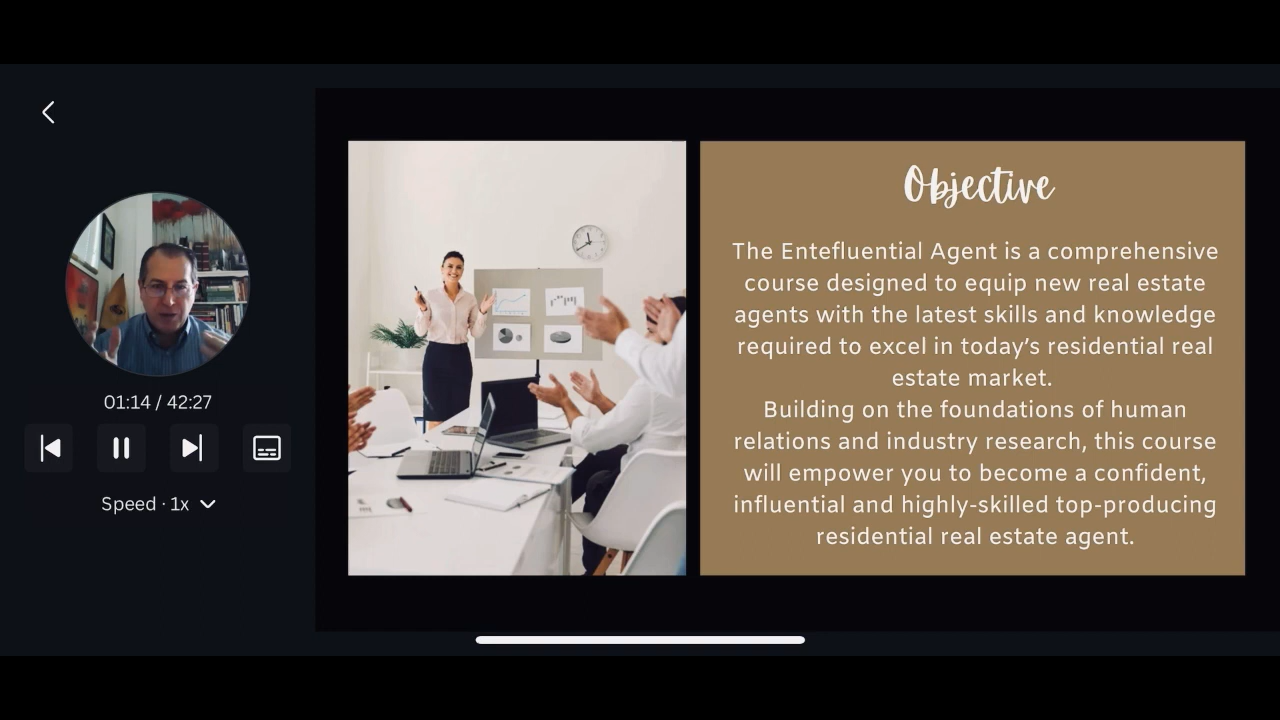 01:14 / 42:27
Speed · 1x
Objective
The Entefluential Agent is a comprehensive
course designed to equip new real estate
agents with the latest skills and knowledge
required to excel in today’s residential real
estate market.
Building on the foundations of human
relations and industry research, this course
will empower you to become a confident,
influential and highly-skilled top-producing
residential real estate agent.